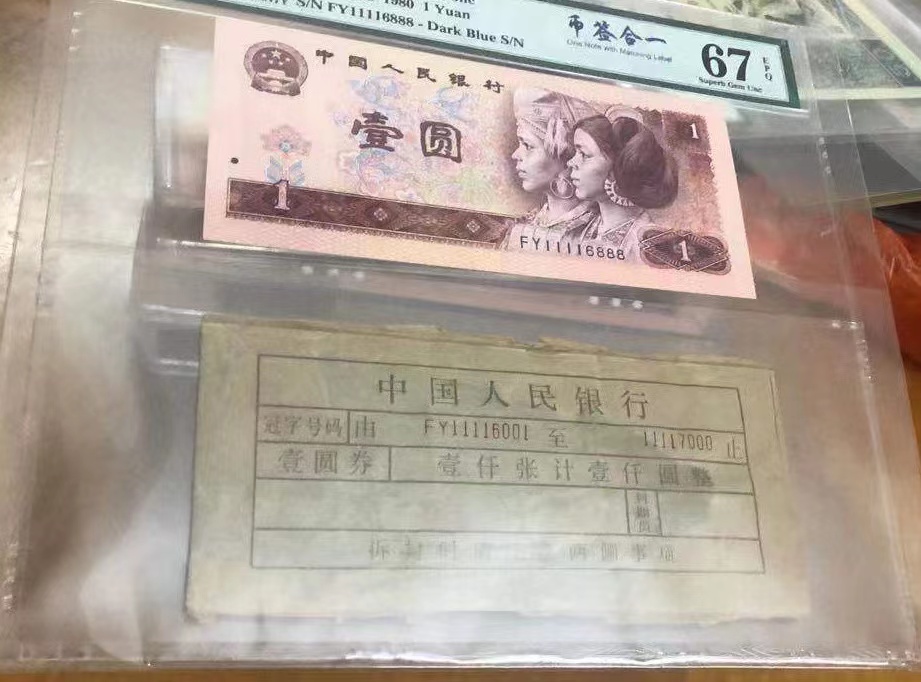 1980 1 Yuan
S/N FY11116888 - Dark Blue S/N
币签合一
One Note with Matching Label
67 EPQ
Superb Gem Unc
中国人民银行
壹圆
1
1
FY11116888
1
中国人民银行
冠字号码 由 FY11116001 至 11117000 止
壹圆券 壹仟张计壹仟圆整